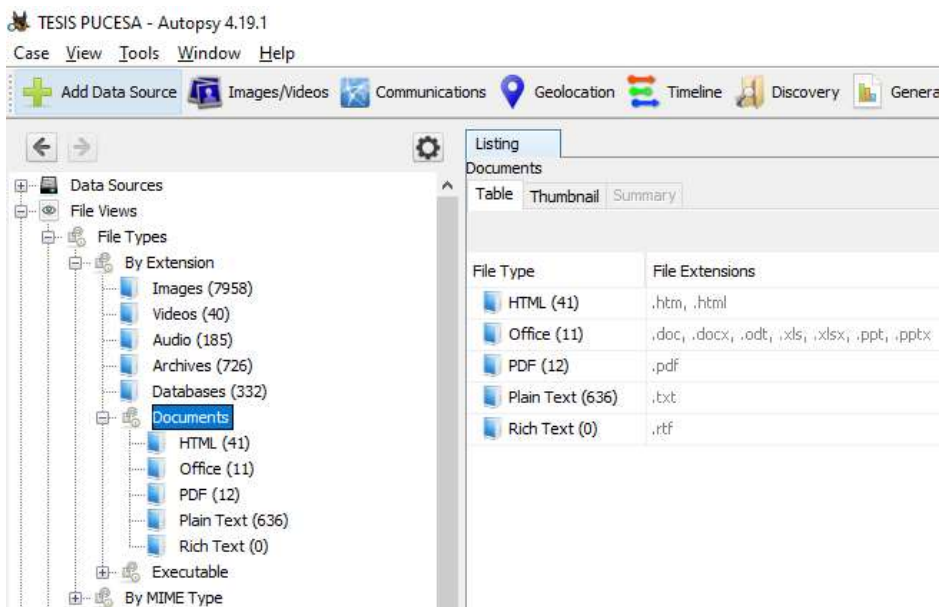 TESIS PUCESA - Autopsy 4.19.1
Case View Tools Window Help
Add Data Source Images/Videos Communications Geolocation Timeline Discovery Genera
Listing
Documents
Table Thumbnail Summary
Data Sources
File Views
File Types
By Extension
Images (7958)
Videos (40)
Audio (185)
Archives (726)
Databases (332)
Documents
HTML (41)
Office (11)
PDF (12)
Plain Text (636)
Rich Text (0)
Executable
By MIME Type
File Type File Extensions
HTML (41) .htm, .html
Office (11) .doc, .docx, .odt, .xls, .xlsx, .ppt, .pptx
PDF (12) .pdf
Plain Text (636) .txt
Rich Text (0) .rtf